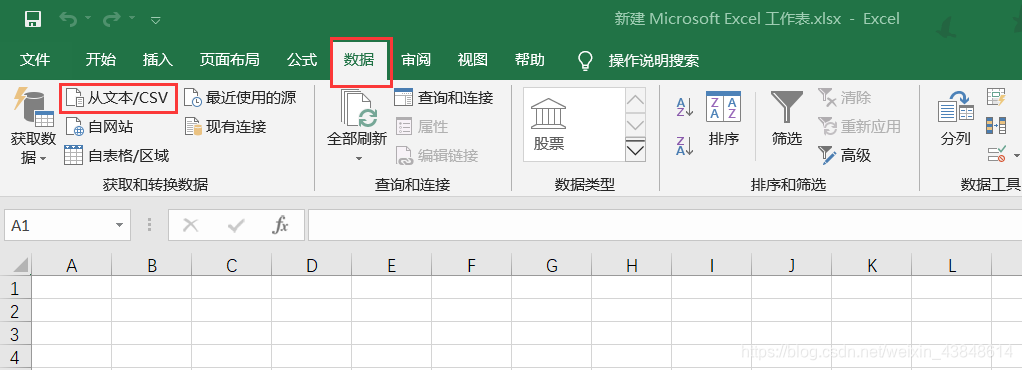 新建 Microsoft Excel 工作表.xlsx - Excel
文件 开始 插入 页面布局 公式 数据 审阅 视图 帮助 操作说明搜索
从文本/CSV 最近使用的源 查询和连接 清除
自网站 现有连接 属性 重新应用
获取数据 自表格/区域 全部刷新 编辑链接 股票 排序 筛选 高级 分列
获取和转换数据 查询和连接 数据类型 排序和筛选 数据工具
A1 fx
A B C D E F G H I J K L
1
2
3
4 https://blog.csdn.net/weixin_43848614